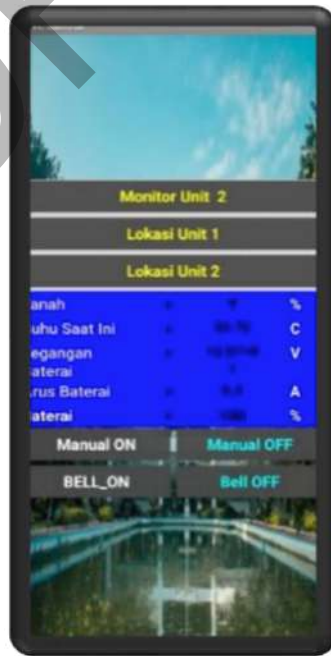 Monitor Unit 2
Lokasi Unit 1
Lokasi Unit 2
anah %
uhu Saat Ini C
egangan V
aterai
rus Baterai A
aterai %
Manual ON Manual OFF
BELL_ON Bell OFF